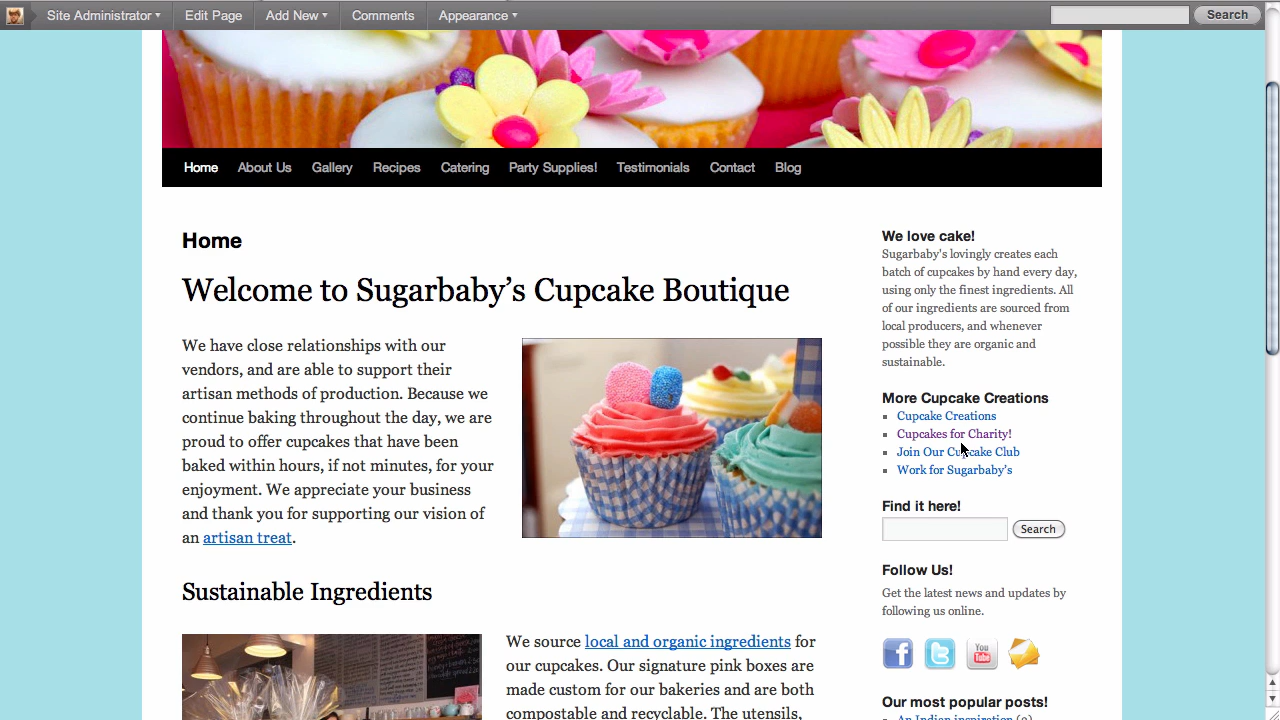 Site Administrator Edit Page Add New Comments Appearance Search
Home About Us Gallery Recipes Catering Party Supplies! Testimonials Contact Blog
Home
Welcome to Sugarbaby’s Cupcake Boutique
We have close relationships with our
vendors, and are able to support their
artisan methods of production. Because we
continue baking throughout the day, we are
proud to offer cupcakes that have been
baked within hours, if not minutes, for your
enjoyment. We appreciate your business
and thank you for supporting our vision of
an artisan treat.
Sustainable Ingredients
We source local and organic ingredients for
our cupcakes. Our signature pink boxes are
made custom for our bakeries and are both
compostable and recyclable. The utensils,
We love cake!
Sugarbaby's lovingly creates each
batch of cupcakes by hand every day,
using only the finest ingredients. All
of our ingredients are sourced from
local producers, and whenever
possible they are organic and
sustainable.
More Cupcake Creations
Cupcake Creations
Cupcakes for Charity!
Join Our Cupcake Club
Work for Sugarbaby's
Find it here!
Search
Follow Us!
Get the latest news and updates by
following us online.
You
Tube
Our most popular posts!
An Indian inspiration